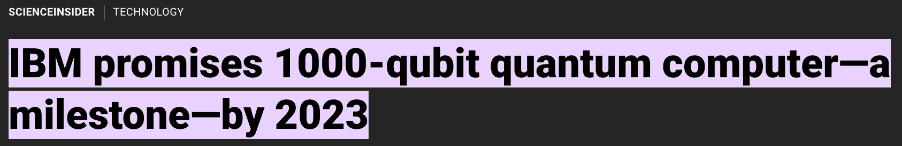 SCIENCEINSIDER | TECHNOLOGY
IBM promises 1000-qubit quantum computer—a
milestone—by 2023